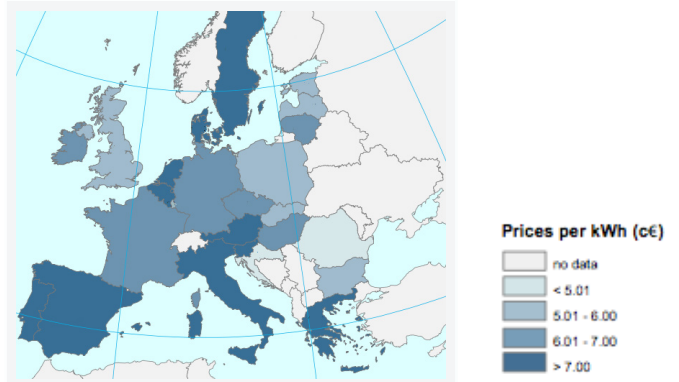 Prices per kWh (c€)
no data
< 5.01
5.01 - 6.00
6.01 - 7.00
> 7.00